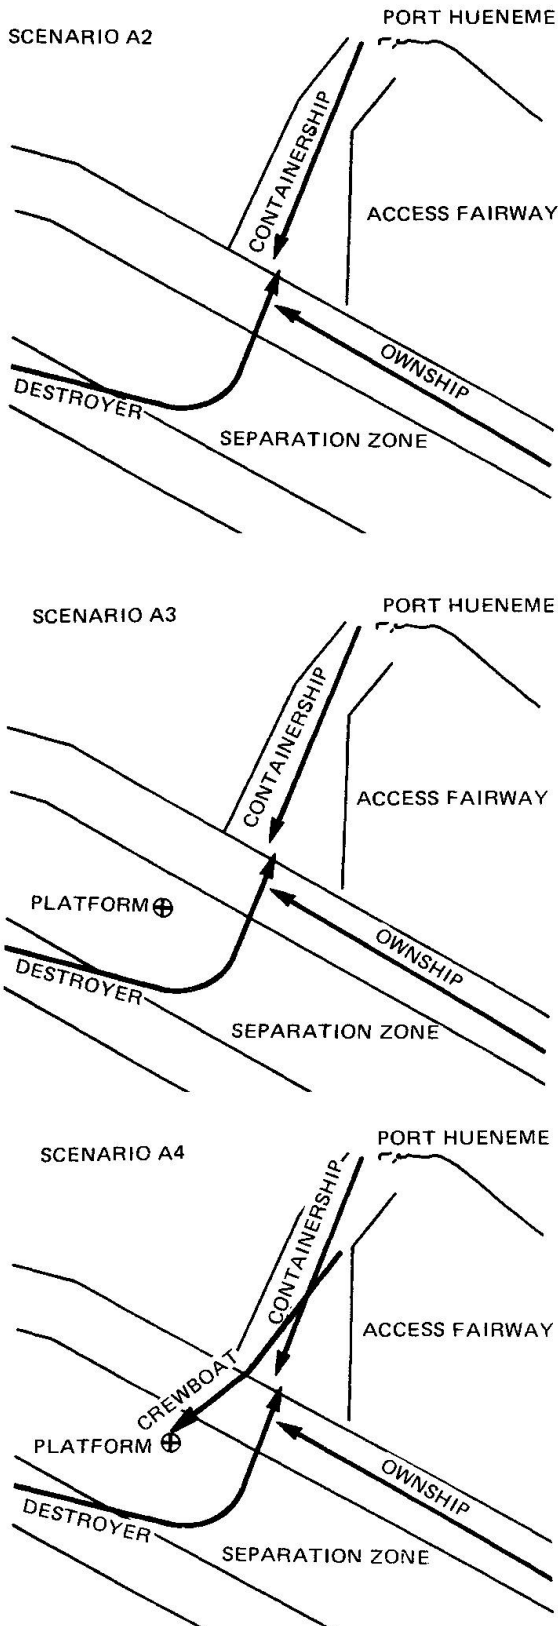 SCENARIO A2
PORT HUENEME
CONTAINERSHIP
ACCESS FAIRWAY
OWNSHIP
DESTROYER
SEPARATION ZONE
SCENARIO A3
PORT HUENEME
CONTAINERSHIP
ACCESS FAIRWAY
PLATFORM
OWNSHIP
DESTROYER
SEPARATION ZONE
SCENARIO A4
PORT HUENEME
CONTAINERSHIP
ACCESS FAIRWAY
CREWBOAT
PLATFORM
OWNSHIP
DESTROYER
SEPARATION ZONE